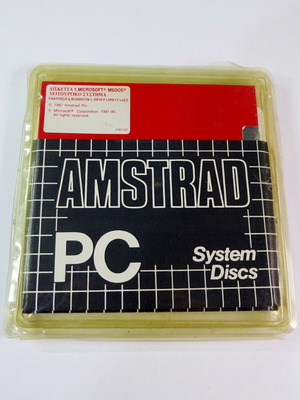 ΔΙΣΚΕΤΤΑ 1,MICROSOFT® MSDOS®
ΛΕΙΤΟΥΡΓΙΚΟ ΣΥΣΤΗΜΑ
© 1987 Amstrad Plc.
© Microsoft® Corporation, 1981-86.
All rights reserved.
AMSTRAD
PC
System
Discs